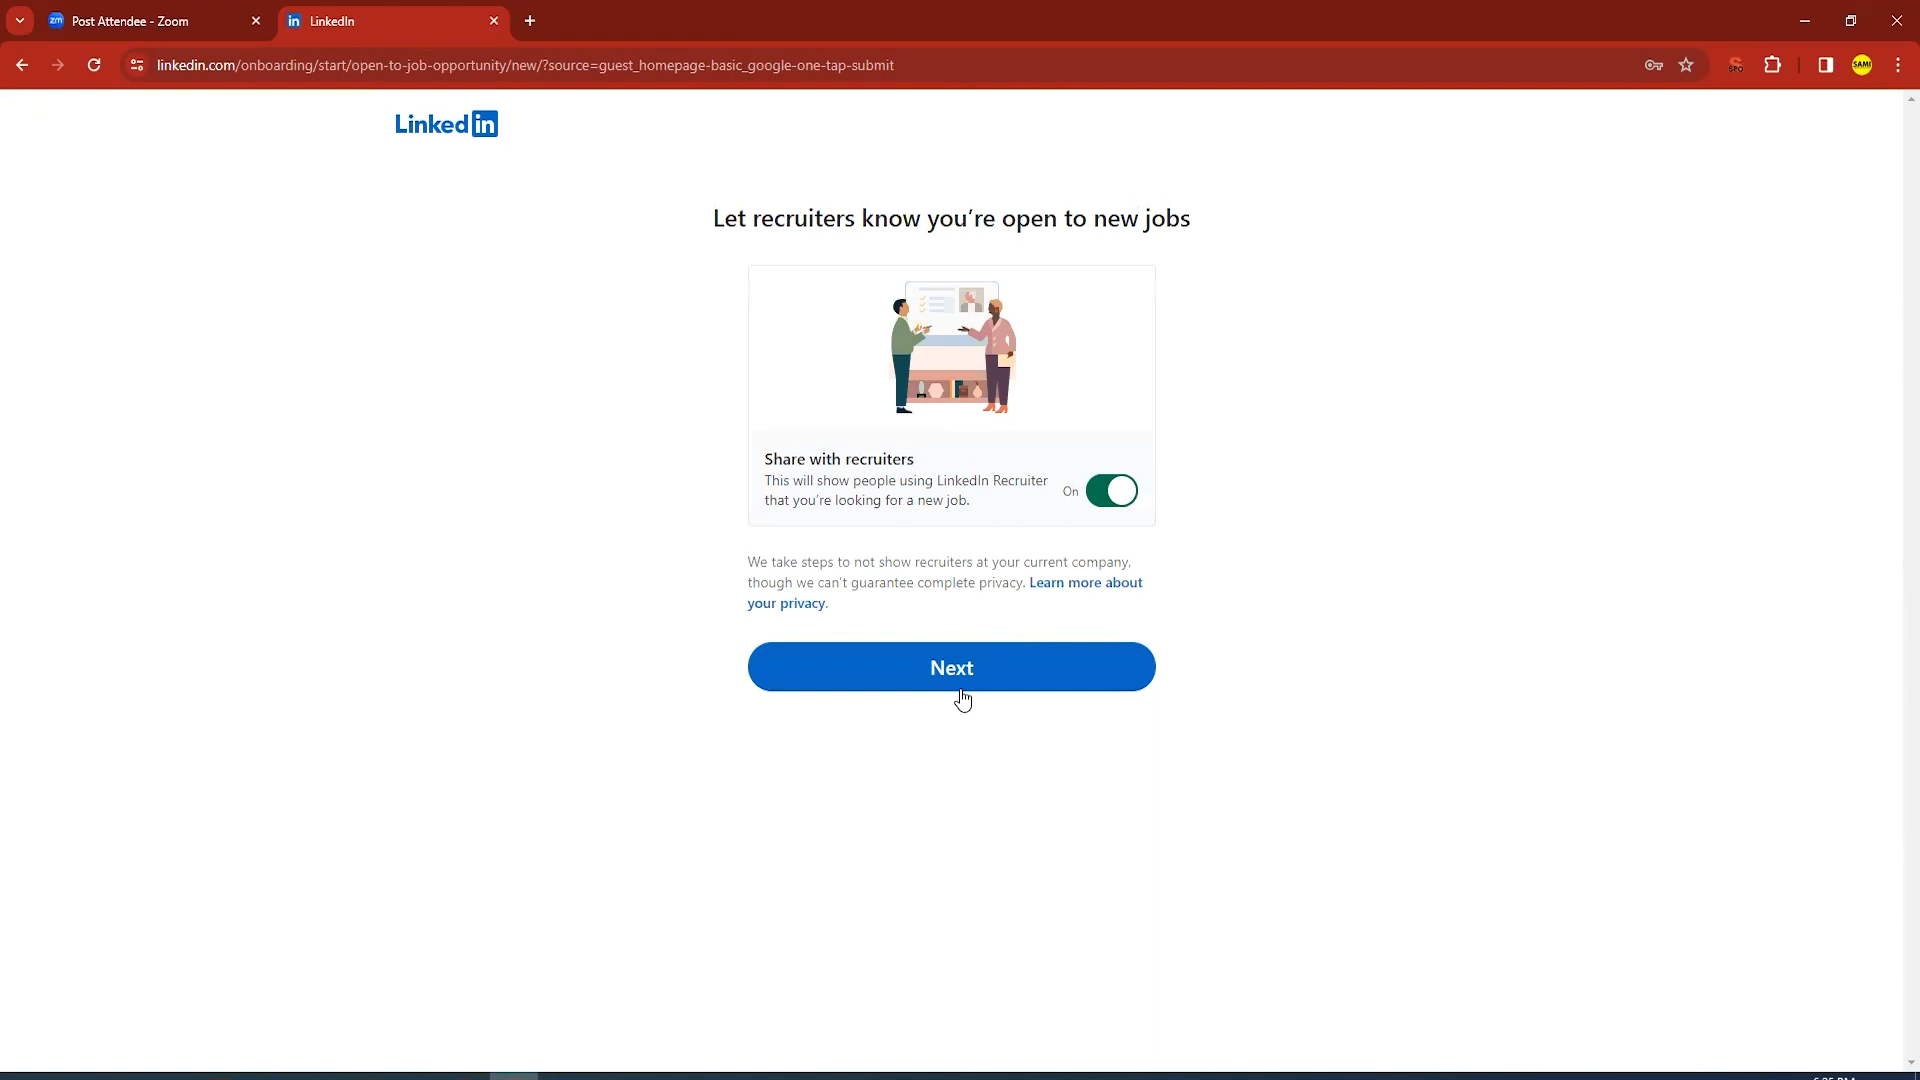 Post Attendee - Zoom
LinkedIn
linkedin.com/onboarding/start/open-to-job-opportunity/new/?source=guest_homepage-basic_google-one-tap-submit
LinkedIn
Let recruiters know you're open to new jobs
Share with recruiters
This will show people using LinkedIn Recruiter
that you're looking for a new job.
On
We take steps to not show recruiters at your current company,
though we can't guarantee complete privacy. Learn more about
your privacy.
Next